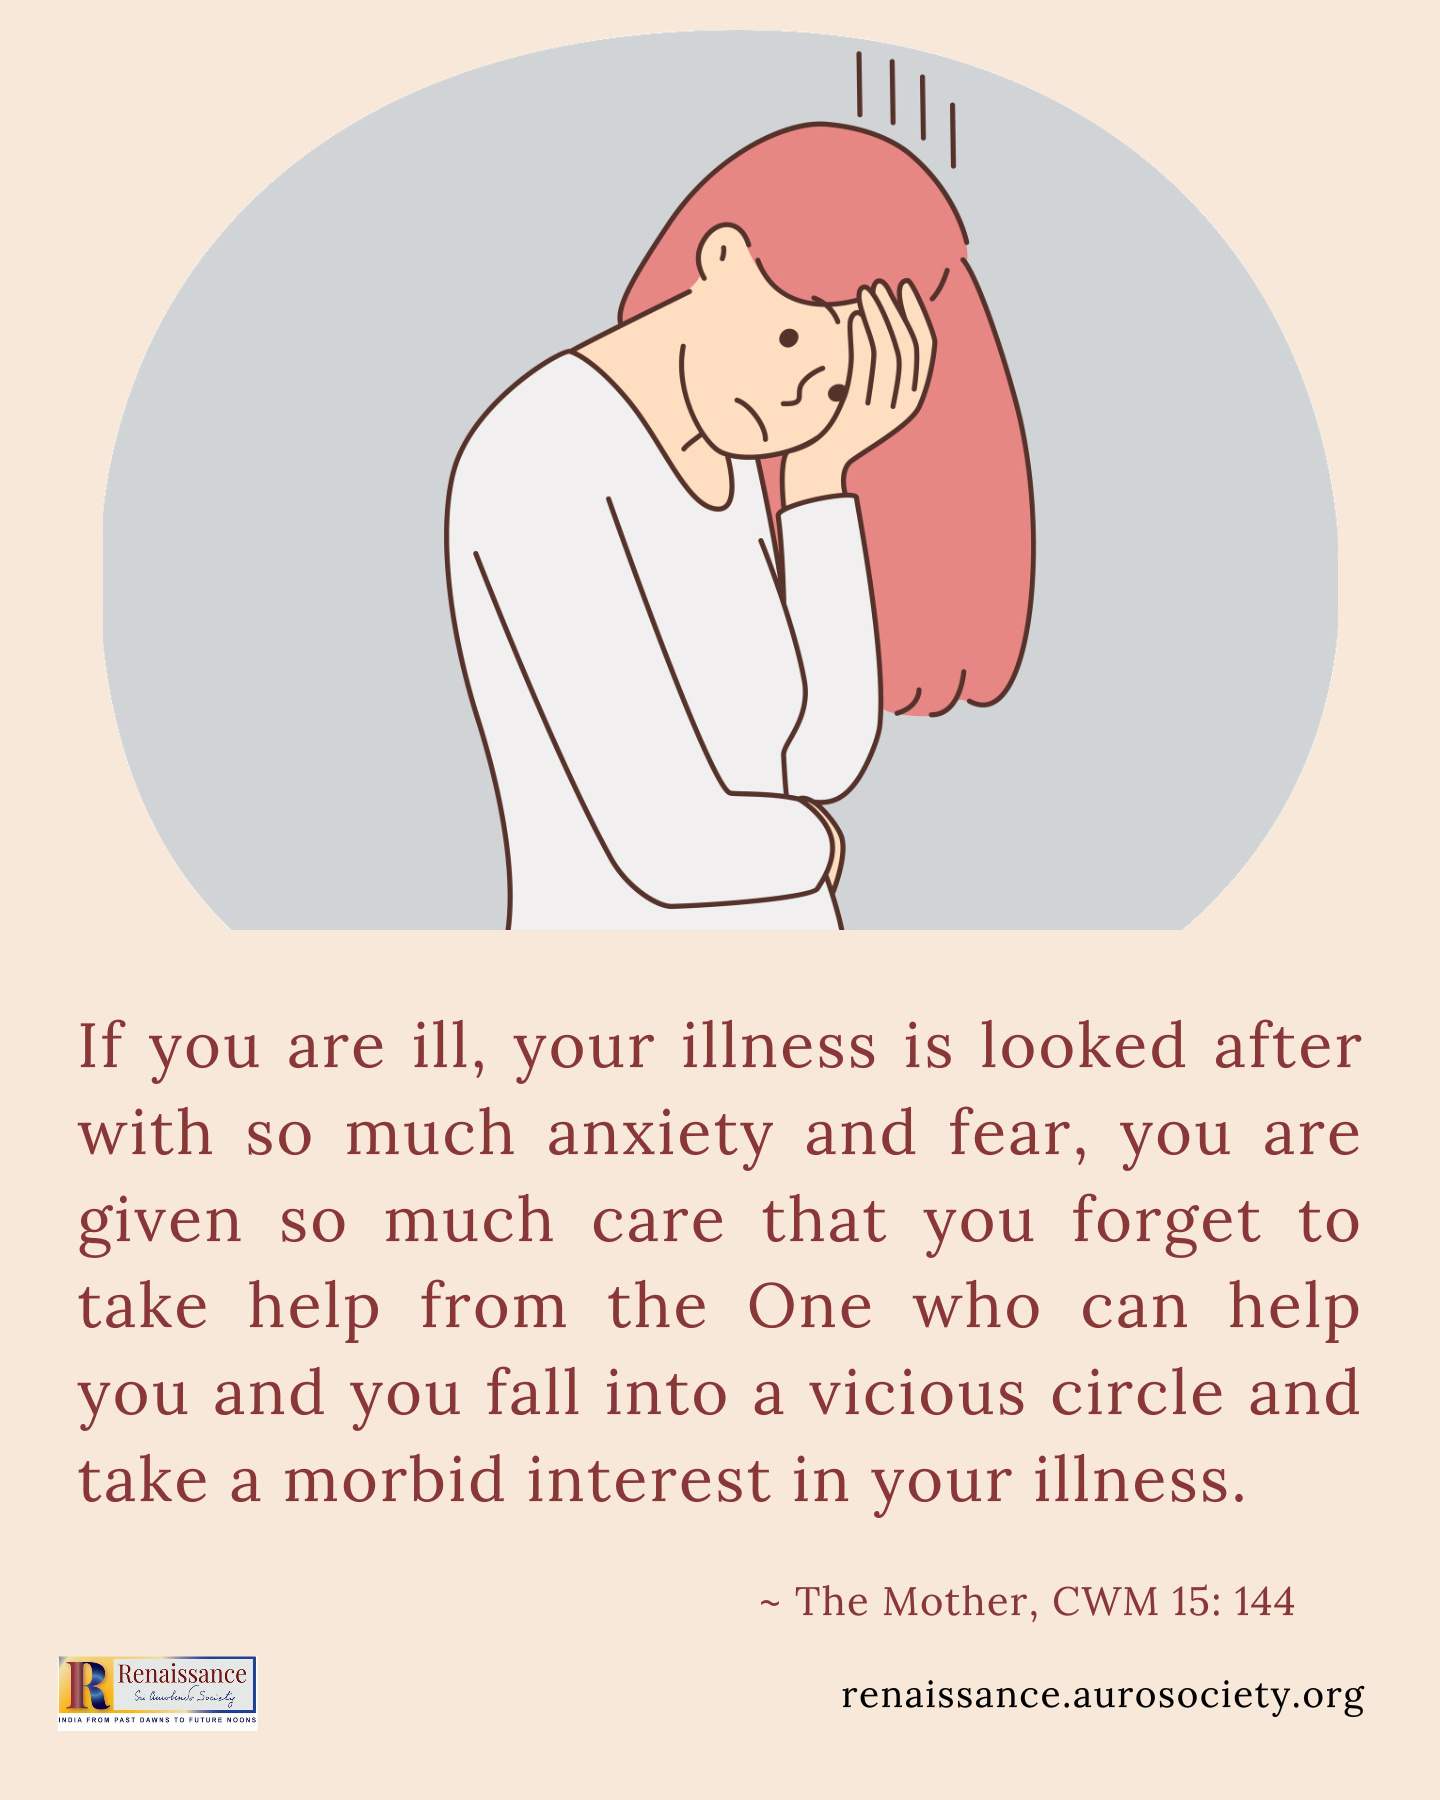 If you are ill, your illness is looked after
with so much anxiety and fear, you are
given so much care that you forget to
take help from the One who can help
you and you fall into a vicious circle and
take a morbid interest in your illness.
~ The Mother, CWM 15: 144
R Renaissance
Sri Aurobindo Society
INDIA FROM PAST DAWNS TO FUTURE NOONS
renaissance.aurosociety.org